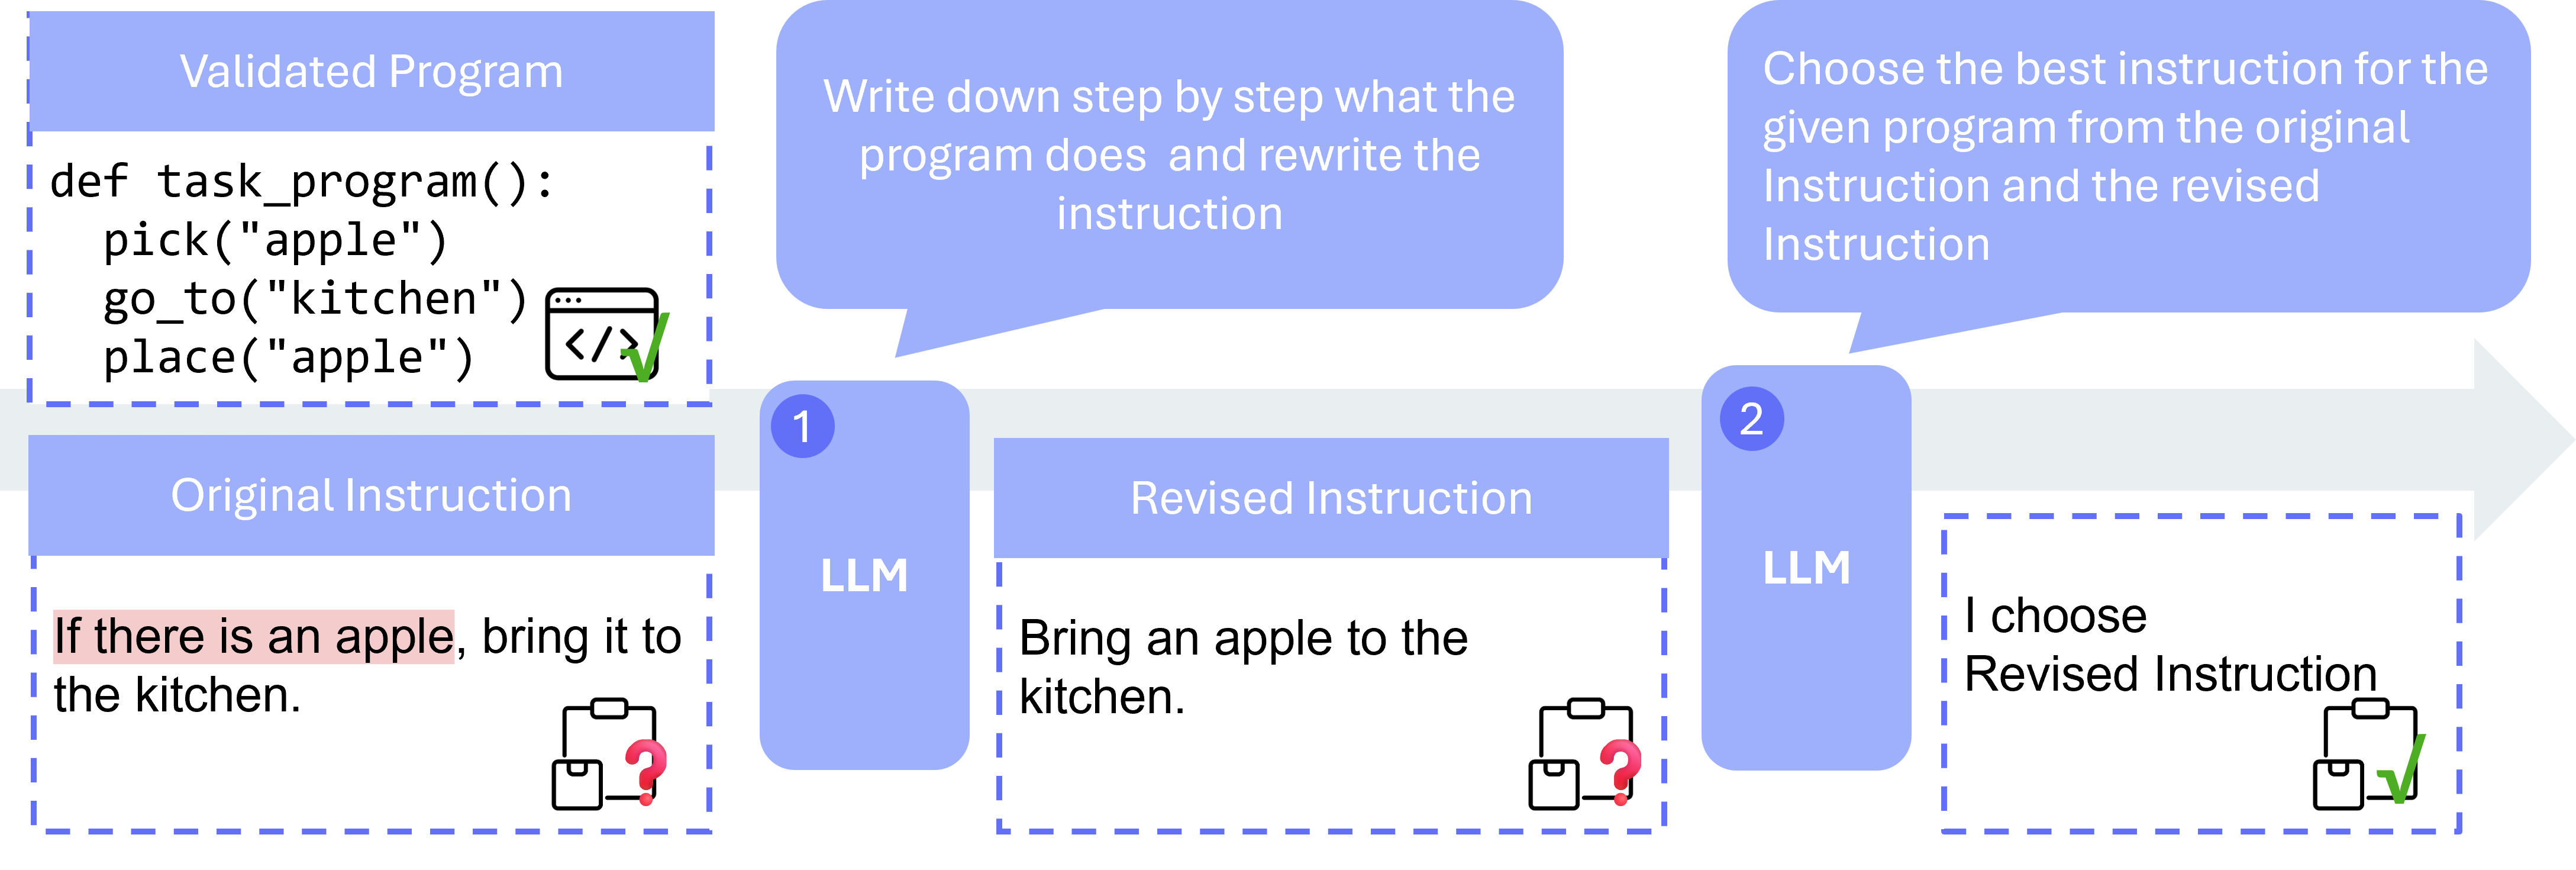 Validated Program
def task_program():
pick("apple")
go_to("kitchen")
place("apple")
Original Instruction
If there is an apple, bring it to
the kitchen.
Write down step by step what the
program does  and rewrite the
instruction
1
LLM
Revised Instruction
Bring an apple to the
kitchen.
Choose the best instruction for the
given program from the original
Instruction and the revised
Instruction
2
LLM
I choose
Revised Instruction